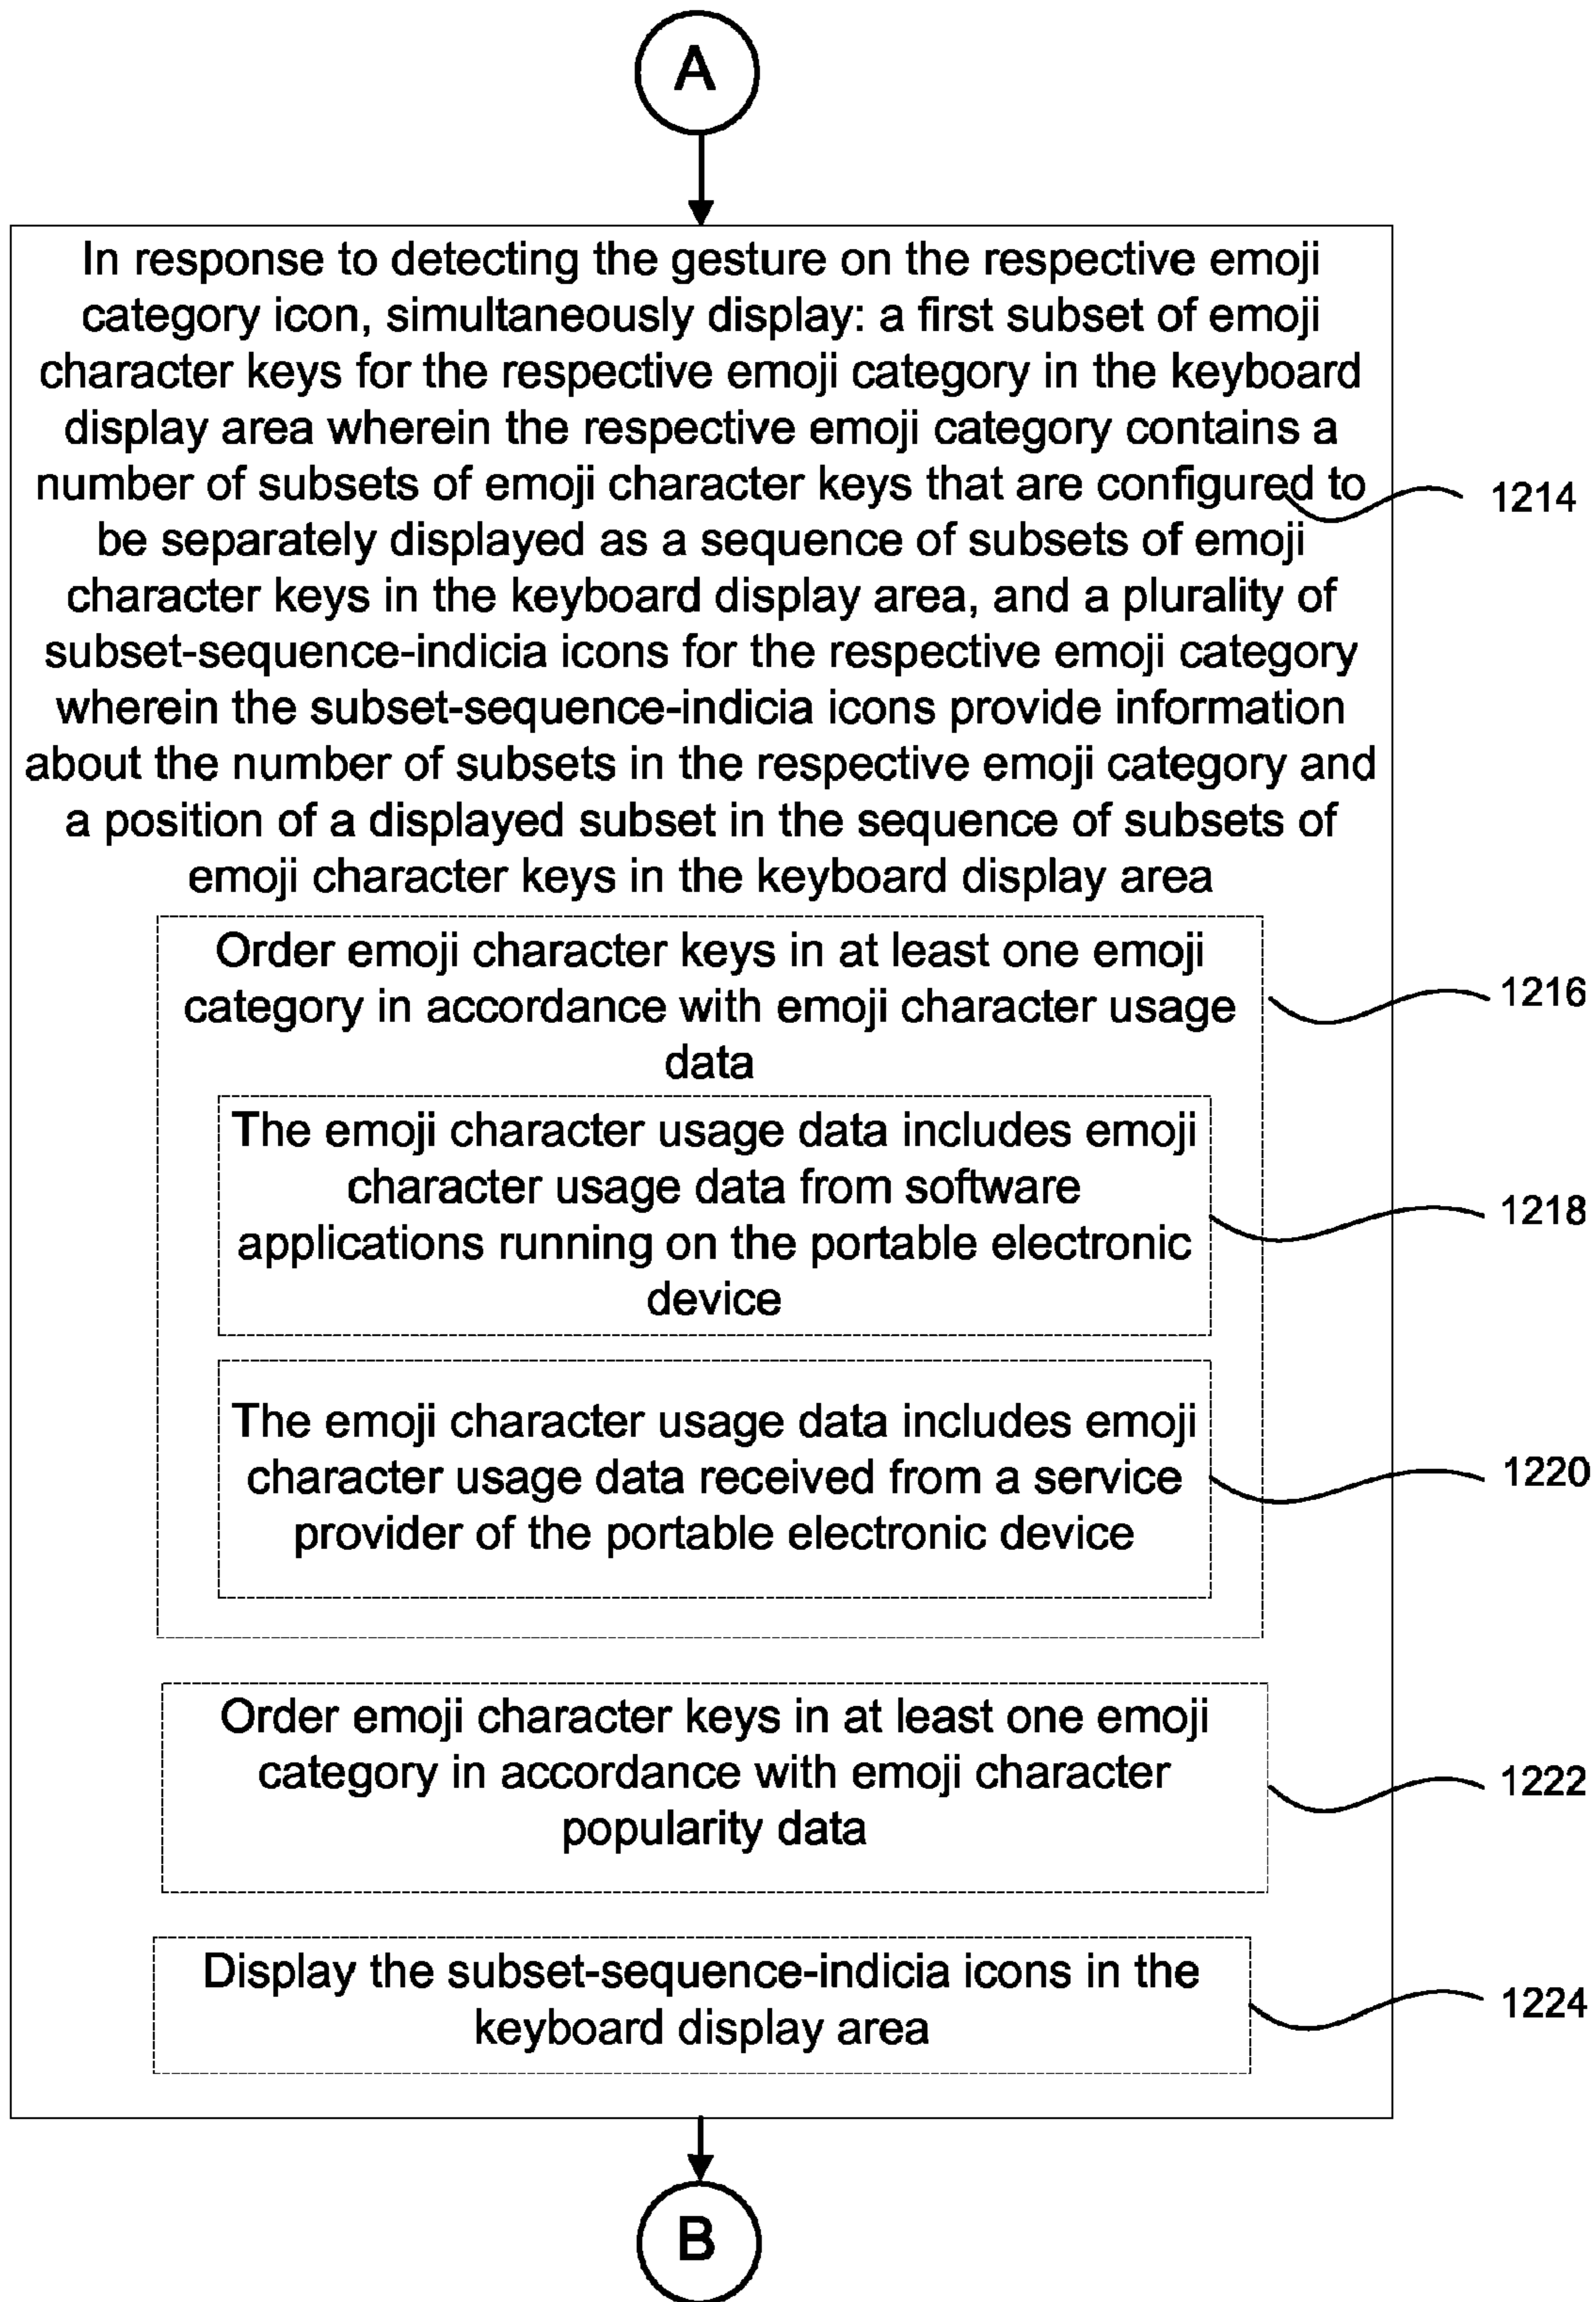 A
In response to detecting the gesture on the respective emoji
category icon, simultaneously display: a first subset of emoji
character keys for the respective emoji category in the keyboard
display area wherein the respective emoji category contains a
number of subsets of emoji character keys that are configured to
1214
be separately displayed as a sequence of subsets of emoji
character keys in the keyboard display area, and a plurality of
subset-sequence-indicia icons for the respective emoji category
wherein the subset-sequence-indicia icons provide information
about the number of subsets in the respective emoji category and
a position of a displayed subset in the sequence of subsets of
emoji character keys in the keyboard display area
Order emoji character keys in at least one emoji
category in accordance with emoji character usage
data
1216
The emoji character usage data includes emoji
character usage data from software
applications running on the portable electronic
device
1218
The emoji character usage data includes emoji
character usage data received from a service
provider of the portable electronic device
1220
Order emoji character keys in at least one emoji
category in accordance with emoji character
popularity data
1222
Display the subset-sequence-indicia icons in the
keyboard display area
1224
B